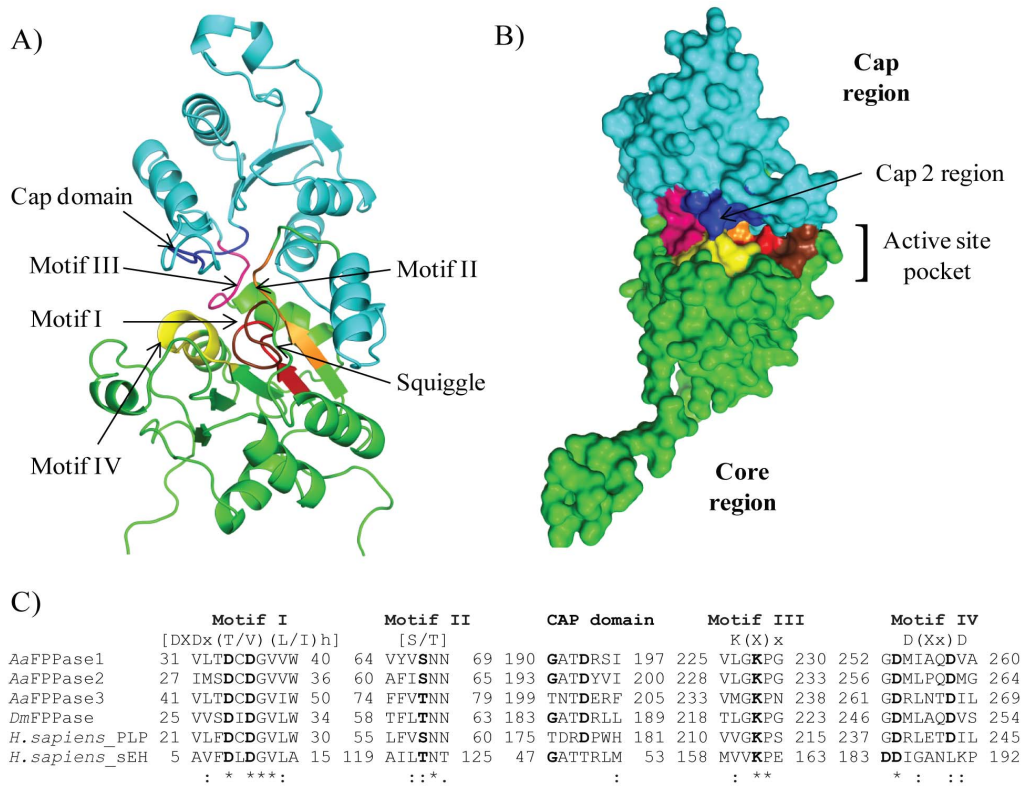 A)
Cap domain
Motif III
Motif I
Motif IV
Motif II
Squiggle
B)
Cap
region
Cap 2 region
Active site
pocket
Core
region
C)
Motif I Motif II CAP domain Motif III Motif IV
[DXDx(T/V)(L/I)h] [S/T] K(X)x D(Xx)D
AaFPPase1 31 VLTDCDGVVW 40 64 VYVSNN 69 190 GATDRSI 197 225 VLGKPG 230 252 GDMIAQDVA 260
AaFPPase2 27 IMSDCDGVVW 36 60 AFISNN 65 193 GATDYVI 200 228 VLGKPG 233 256 GDMLPQDMG 264
AaFPPase3 41 VLTDCDGVIW 50 74 FFVTNN 79 199 TNTDERF 205 233 VMGKPN 238 261 GDRLNTDIL 269
DmFPPase 25 VVSDIDGVLW 34 58 TFLTNN 63 183 GATDRLL 189 218 TLGKPG 223 246 GDMLAQDVS 254
H.sapiens_PLP 21 VLFDCDGVLW 30 55 LFVSNN 60 175 TDRDPWH 181 210 VVGKPS 215 237 GDRLETDIL 245
H.sapiens_sEH 5 AVFDLDGVLA 15 119 AILTNT 125 47 GATTRLM 53 158 MVVKPE 163 183 DDIGANLKP 192
: * ***: ::*. : ** * : :